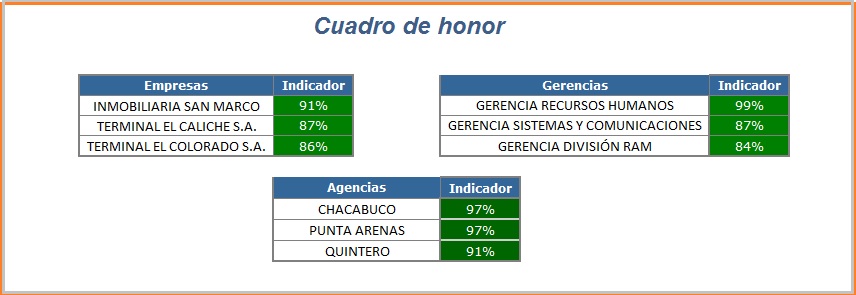 Cuadro de honor
Empresas Indicador
INMOBILIARIA SAN MARCO 91%
TERMINAL EL CALICHE S.A. 87%
TERMINAL EL COLORADO S.A. 86%
Gerencias Indicador
GERENCIA RECURSOS HUMANOS 99%
GERENCIA SISTEMAS Y COMUNICACIONES 87%
GERENCIA DIVISIÓN RAM 84%
Agencias Indicador
CHACABUCO 97%
PUNTA ARENAS 97%
QUINTERO 91%